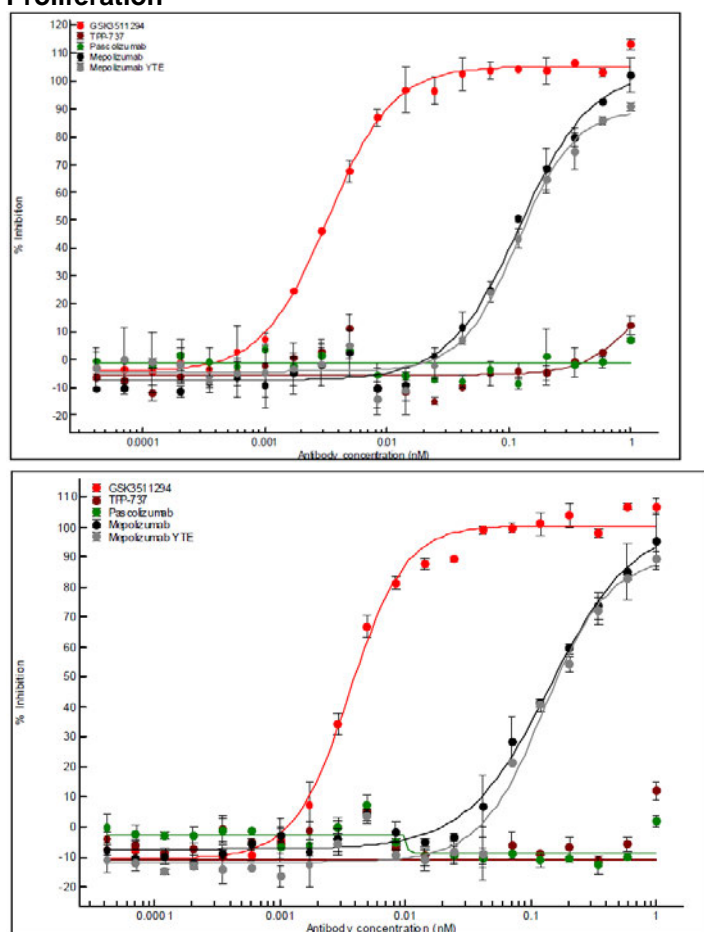 Proliferation
120
110
100
90
80
70
60
50
40
30
20
10
0
-10
-20
% Inhibition
GSK3511294
TPP-737
Pascolizumab
Mepolizumab
Mepolizumab YTE
0.0001 0.001 0.01 0.1 1
Antibody concentration (nM)
110
100
90
80
70
60
50
40
30
20
10
0
-10
-20
% Inhibition
GSK3511294
TPP-737
Pascolizumab
Mepolizumab
Mepolizumab YTE
0.0001 0.001 0.01 0.1 1
Antibody concentration (nM)